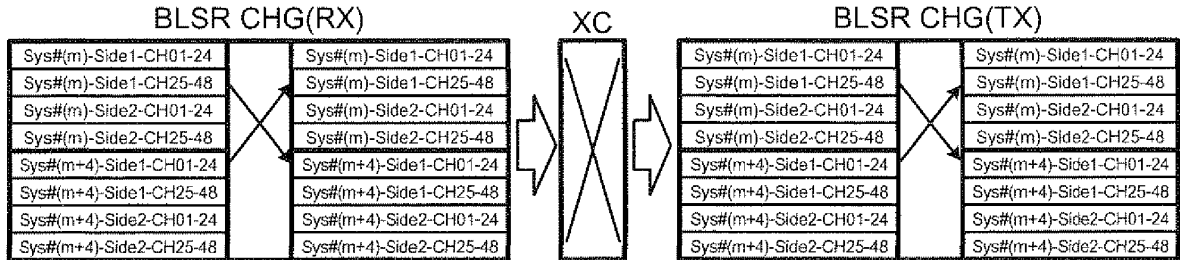 BLSR CHG(RX)
XC
BLSR CHG(TX)
Sys#(m)-Side1-CH01-24
Sys#(m)-Side1-CH25-48
Sys#(m)-Side2-CH01-24
Sys#(m)-Side2-CH25-48
Sys#(m+4)-Side1-CH01-24
Sys#(m+4)-Side1-CH25-48
Sys#(m+4)-Side2-CH01-24
Sys#(m+4)-Side2-CH25-48
Sys#(m)-Side1-CH01-24
Sys#(m)-Side1-CH25-48
Sys#(m)-Side2-CH01-24
Sys#(m)-Side2-CH25-48
Sys#(m+4)-Side1-CH01-24
Sys#(m+4)-Side1-CH25-48
Sys#(m+4)-Side2-CH01-24
Sys#(m+4)-Side2-CH25-48
Sys#(m)-Side1-CH01-24
Sys#(m)-Side1-CH25-48
Sys#(m)-Side2-CH01-24
Sys#(m)-Side2-CH25-48
Sys#(m+4)-Side1-CH01-24
Sys#(m+4)-Side1-CH25-48
Sys#(m+4)-Side2-CH01-24
Sys#(m+4)-Side2-CH25-48
Sys#(m)-Side1-CH01-24
Sys#(m)-Side1-CH25-48
Sys#(m)-Side2-CH01-24
Sys#(m)-Side2-CH25-48
Sys#(m+4)-Side1-CH01-24
Sys#(m+4)-Side1-CH25-48
Sys#(m+4)-Side2-CH01-24
Sys#(m+4)-Side2-CH25-48